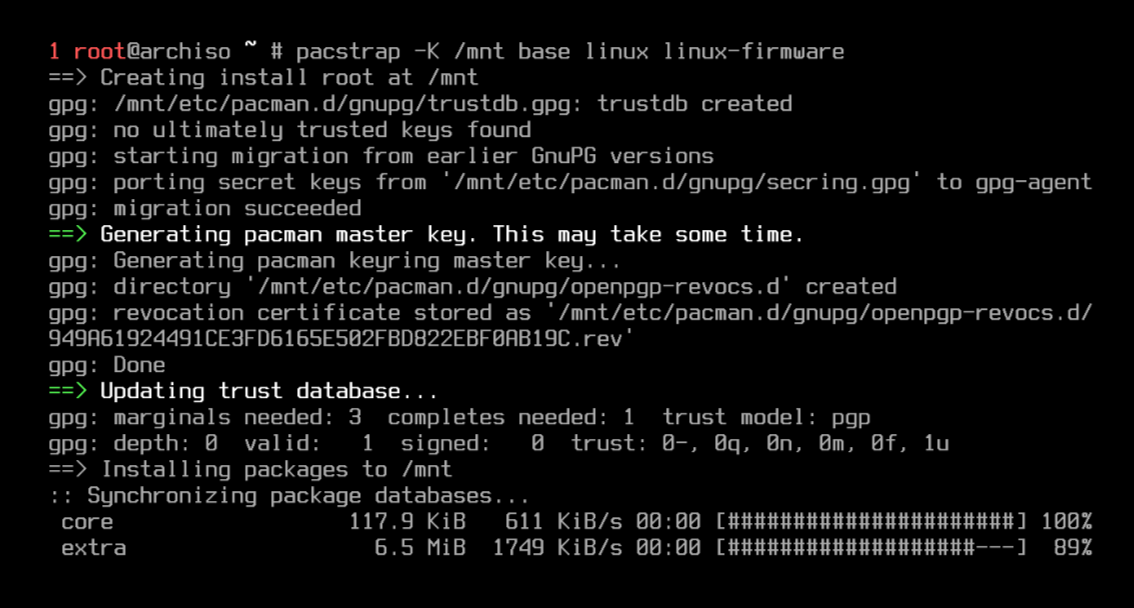 1 root@archiso ~ # pacstrap -K /mnt base linux linux-firmware
==> Creating install root at /mnt
gpg: /mnt/etc/pacman.d/gnupg/trustdb.gpg: trustdb created
gpg: no ultimately trusted keys found
gpg: starting migration from earlier GnuPG versions
gpg: porting secret keys from '/mnt/etc/pacman.d/gnupg/secring.gpg' to gpg-agent
gpg: migration succeeded
==> Generating pacman master key. This may take some time.
gpg: Generating pacman keyring master key...
gpg: directory '/mnt/etc/pacman.d/gnupg/openpgp-revocs.d' created
gpg: revocation certificate stored as '/mnt/etc/pacman.d/gnupg/openpgp-revocs.d/
949A61924491CE3FD6165E502FBD822EBF0AB19C.rev'
gpg: Done
==> Updating trust database...
gpg: marginals needed: 3  completes needed: 1  trust model: pgp
gpg: depth: 0  valid:   1  signed:   0  trust: 0-, 0q, 0n, 0m, 0f, 1u
==> Installing packages to /mnt
:: Synchronizing package databases...
 core                  117.9 KiB   611 KiB/s 00:00 [######################] 100%
 extra                   6.5 MiB  1749 KiB/s 00:00 [###################---]  89%